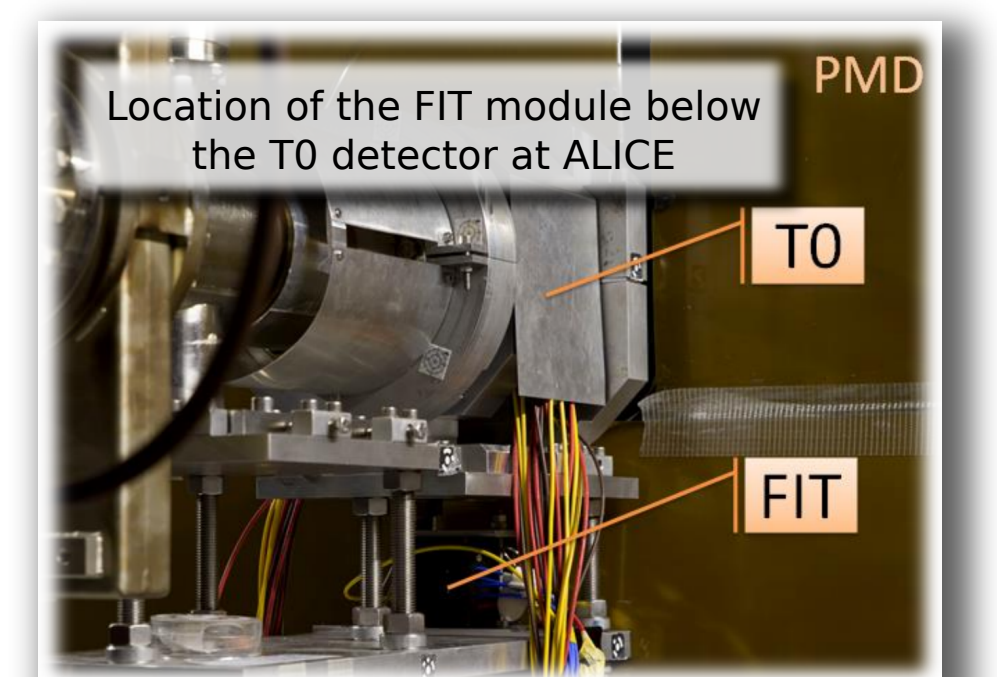 Location of the FIT module below
the T0 detector at ALICE
PMD
T0
FIT